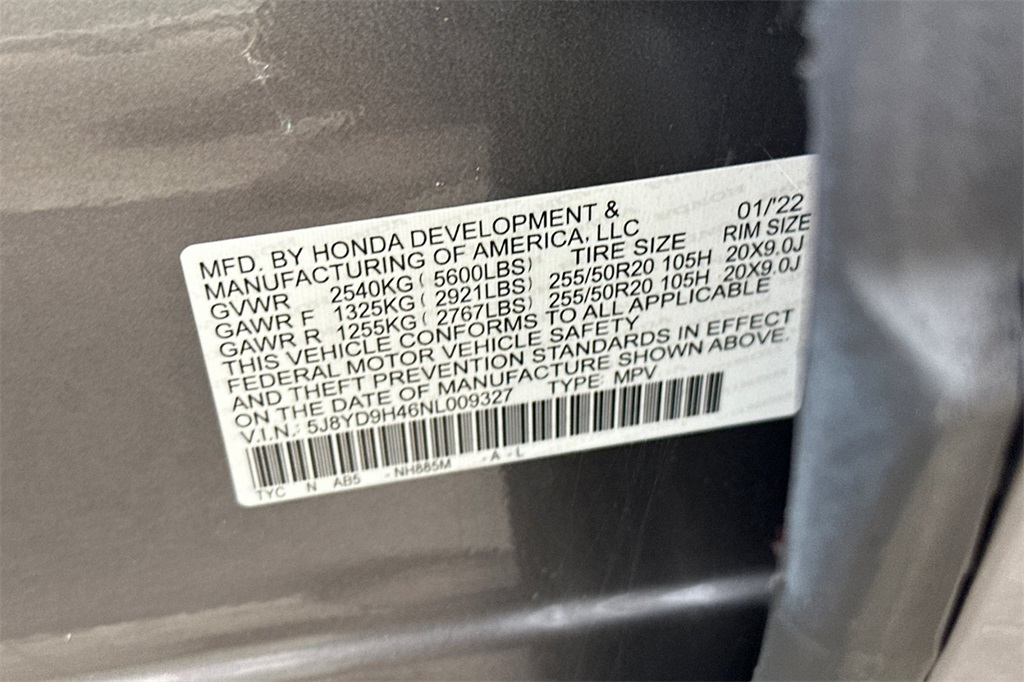 MFD. BY HONDA DEVELOPMENT &
MANUFACTURING OF AMERICA, LLC 01/'22
GVWR 2540KG ( 5600LBS) TIRE SIZE RIM SIZE
GAWR F 1325KG ( 2921LBS) 255/50R20 105H 20X9.0J
GAWR R 1255KG ( 2767LBS) 255/50R20 105H 20X9.0J
THIS VEHICLE CONFORMS TO ALL APPLICABLE
FEDERAL MOTOR VEHICLE SAFETY
AND THEFT PREVENTION STANDARDS IN EFFECT
ON THE DATE OF MANUFACTURE SHOWN ABOVE.
V.I.N.: 5J8YD9H46NL009327 TYPE: MPV
TYC N AB5 - NH885M - A - L